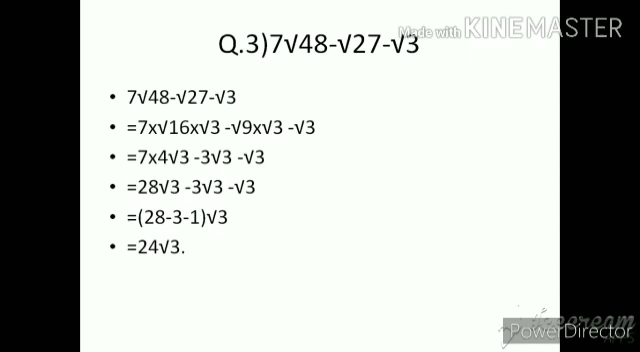 Made with KINEMASTER
Q.3)7√48-√27-√3
• 7√48-√27-√3
• =7x√16x√3 -√9x√3 -√3
• =7x4√3 -3√3 -√3
• =28√3 -3√3 -√3
• =(28-3-1)√3
• =24√3.
PowerDirector